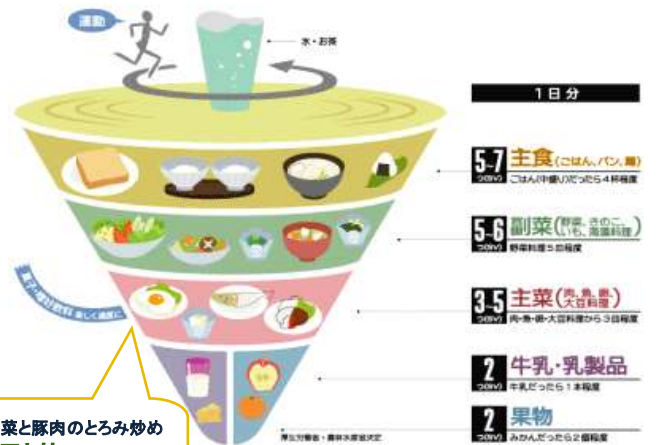 運動
水・お茶
1日分
5-7 つ(SV) 主食(ごはん、パン、麺)
ごはん(中盛り)だったら4杯程度
5-6 つ(SV) 副菜(野菜、きのこ、いも、海藻料理)
野菜料理5皿程度
3-5 つ(SV) 主菜(肉、魚、卵、大豆料理)
肉・魚・卵・大豆料理から3皿程度
菓子・嗜好飲料 楽しく適度に
2 つ(SV) 牛乳・乳製品
牛乳だったら1本程度
2 つ(SV) 果物
みかんだったら2個程度
厚生労働省・農林水産省決定
菜と豚肉のとろみ炒め